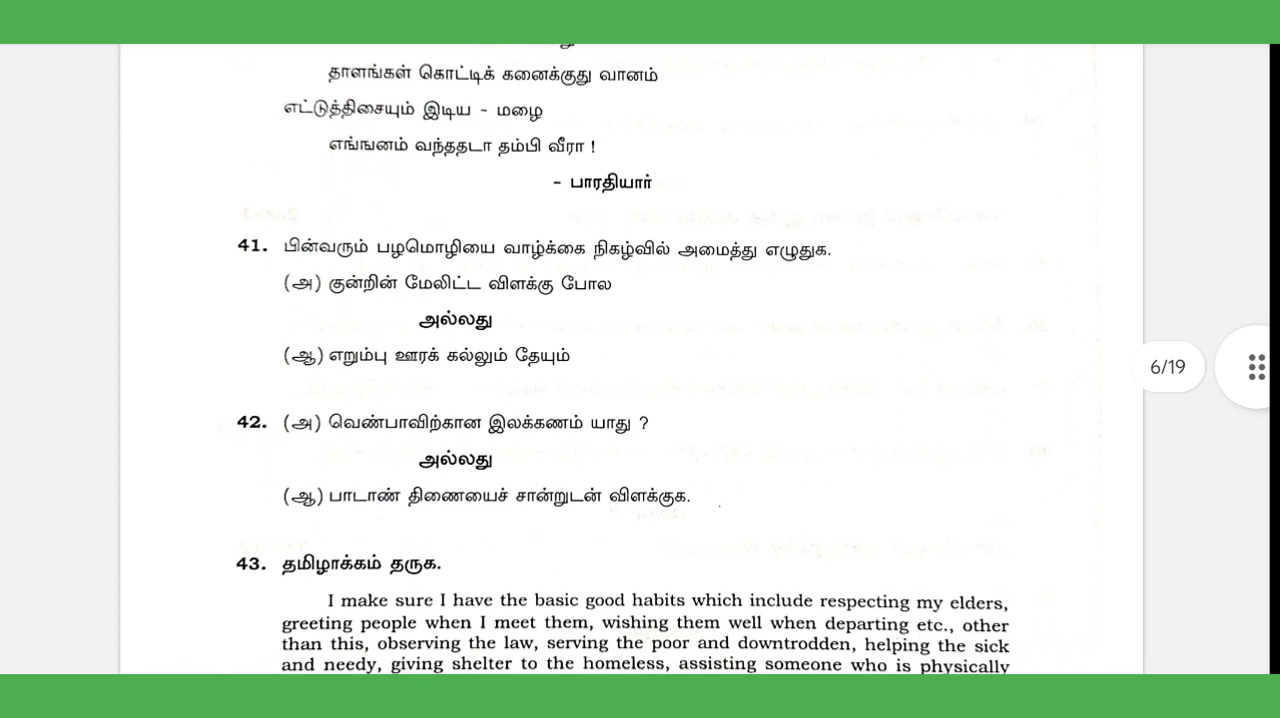 தாளங்கள் கொட்டிக் கனைக்குது வானம்
எட்டுத்திசையும் இடிய - மழை
எங்ஙனம் வந்ததடா தம்பி வீரா !
- பாரதியார்
41. பின்வரும் பழமொழியை வாழ்க்கை நிகழ்வில் அமைத்து எழுதுக.
(அ) குன்றின் மேலிட்ட விளக்கு போல
அல்லது
(ஆ) எறும்பு ஊரக் கல்லும் தேயும்
6/19
42. (அ) வெண்பாவிற்கான இலக்கணம் யாது ?
அல்லது
(ஆ) பாடாண் திணையைச் சான்றுடன் விளக்குக.
43. தமிழாக்கம் தருக.
I make sure I have the basic good habits which include respecting my elders,
greeting people when I meet them, wishing them well when departing etc., other
than this, observing the law, serving the poor and downtrodden, helping the sick
and needy, giving shelter to the homeless, assisting someone who is physically